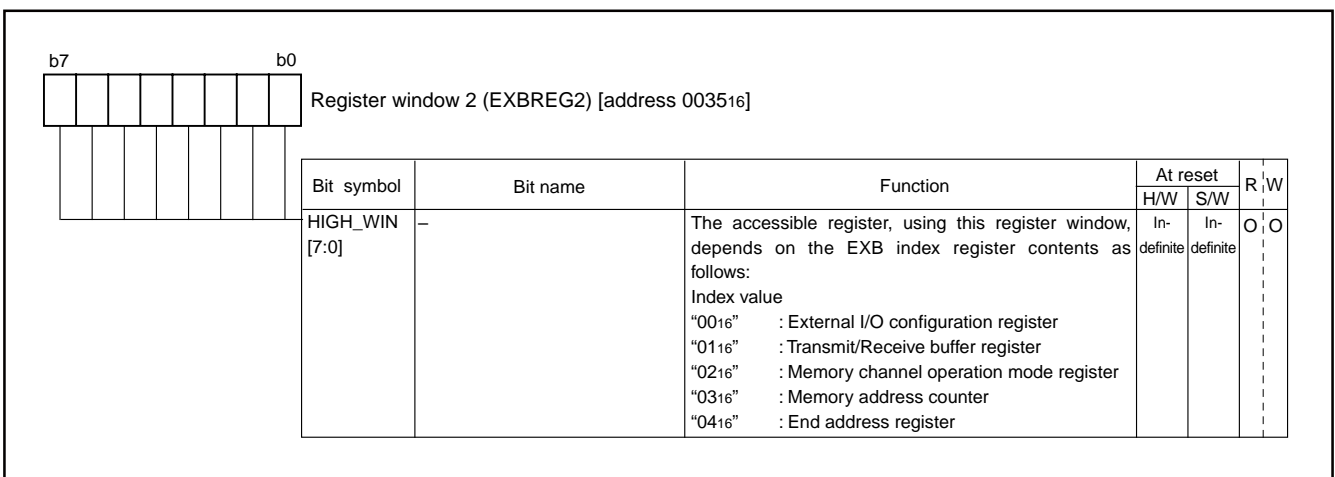 b7 b0
Register window 2 (EXBREG2) [address 003516]
Bit symbol Bit name Function At reset R W
H/W S/W
HIGH_WIN – The accessible register, using this register window, In- In- O O
[7:0] depends on the EXB index register contents as definite definite
follows:
Index value
“0016” : External I/O configuration register
“0116” : Transmit/Receive buffer register
“0216” : Memory channel operation mode register
“0316” : Memory address counter
“0416” : End address register